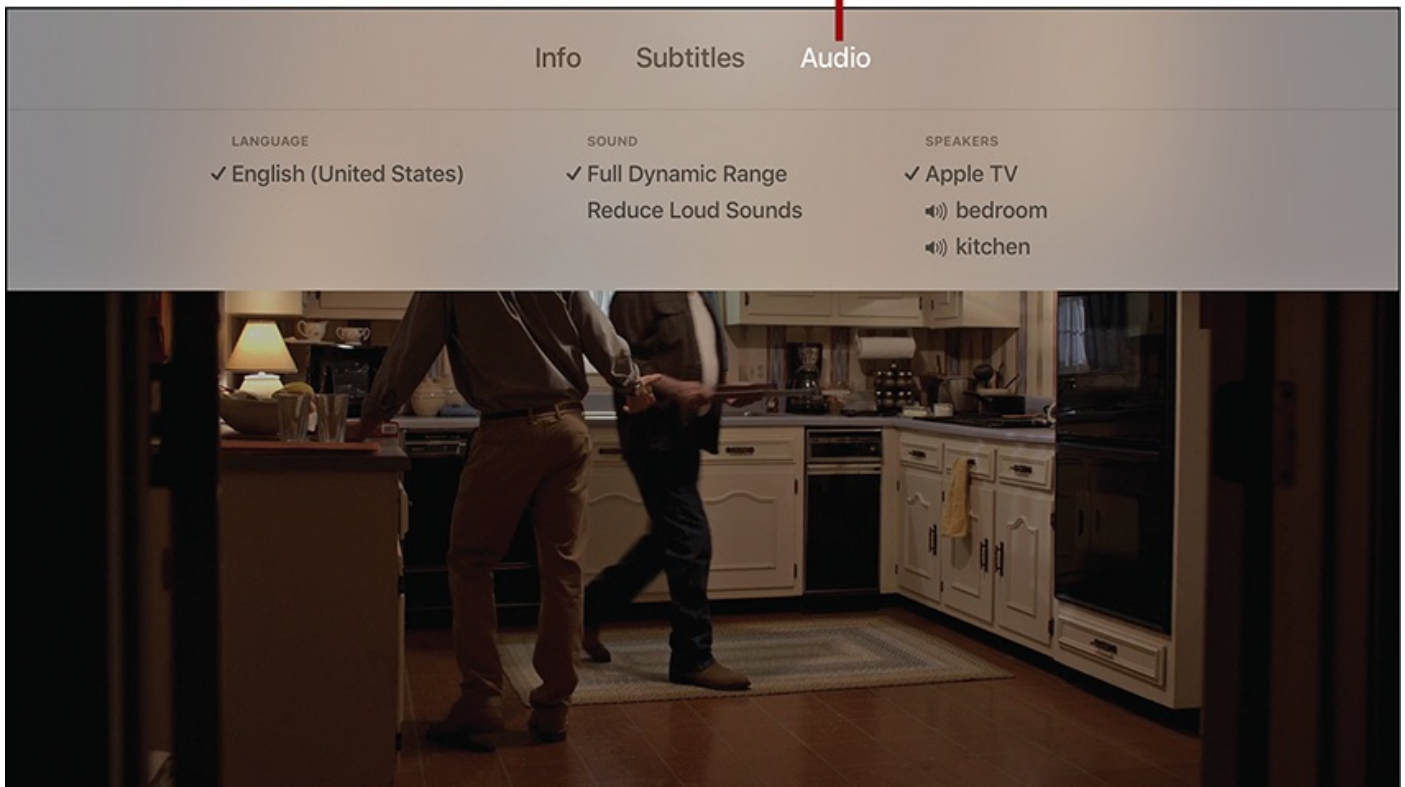 Info Subtitles Audio
LANGUAGE
English (United States)
SOUND
Full Dynamic Range
Reduce Loud Sounds
SPEAKERS
Apple TV
bedroom
kitchen